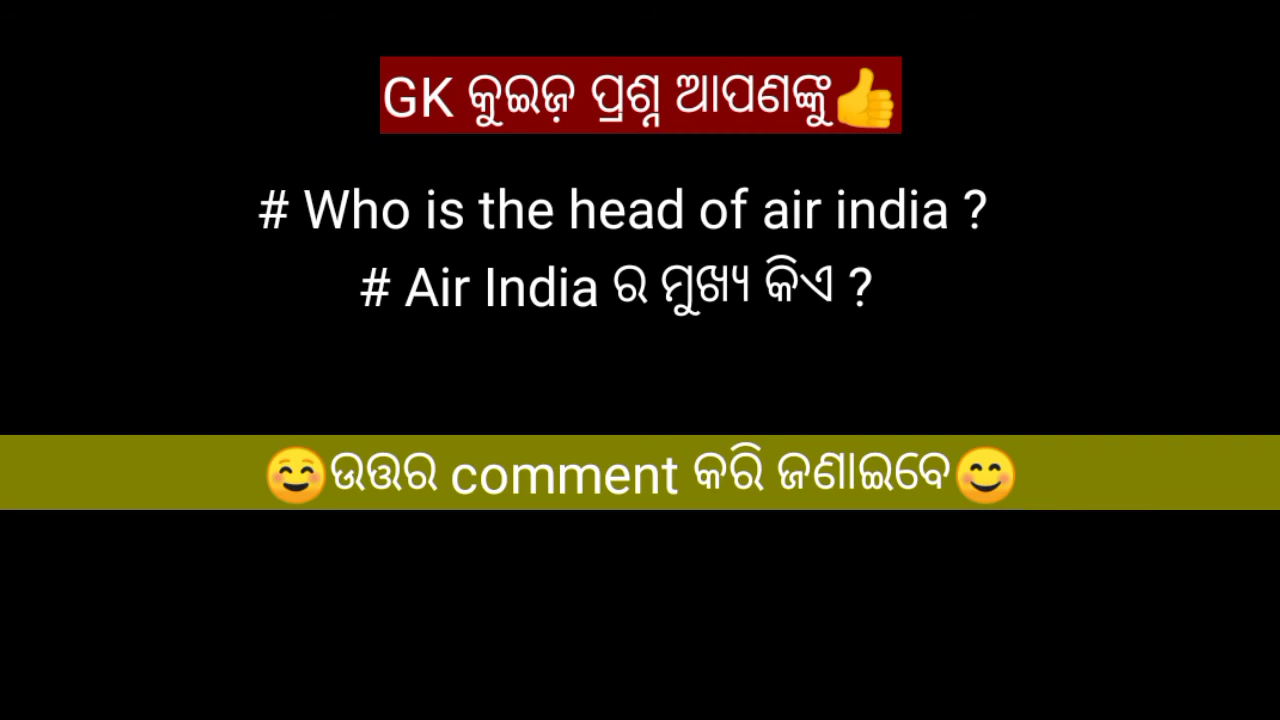 GK କୁଇଜ଼ ପ୍ରଶ୍ନ ଆପଣଙ୍କୁ👍
# Who is the head of air india ?
# Air India ର ମୁଖ୍ୟ କିଏ ?
☺️ଉତ୍ତର comment କରି ଜଣାଇବେ😊